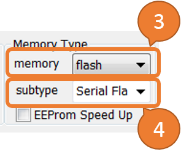 3
Memory Type
memory flash
subtype Serial Fla
EEProm Speed Up
4